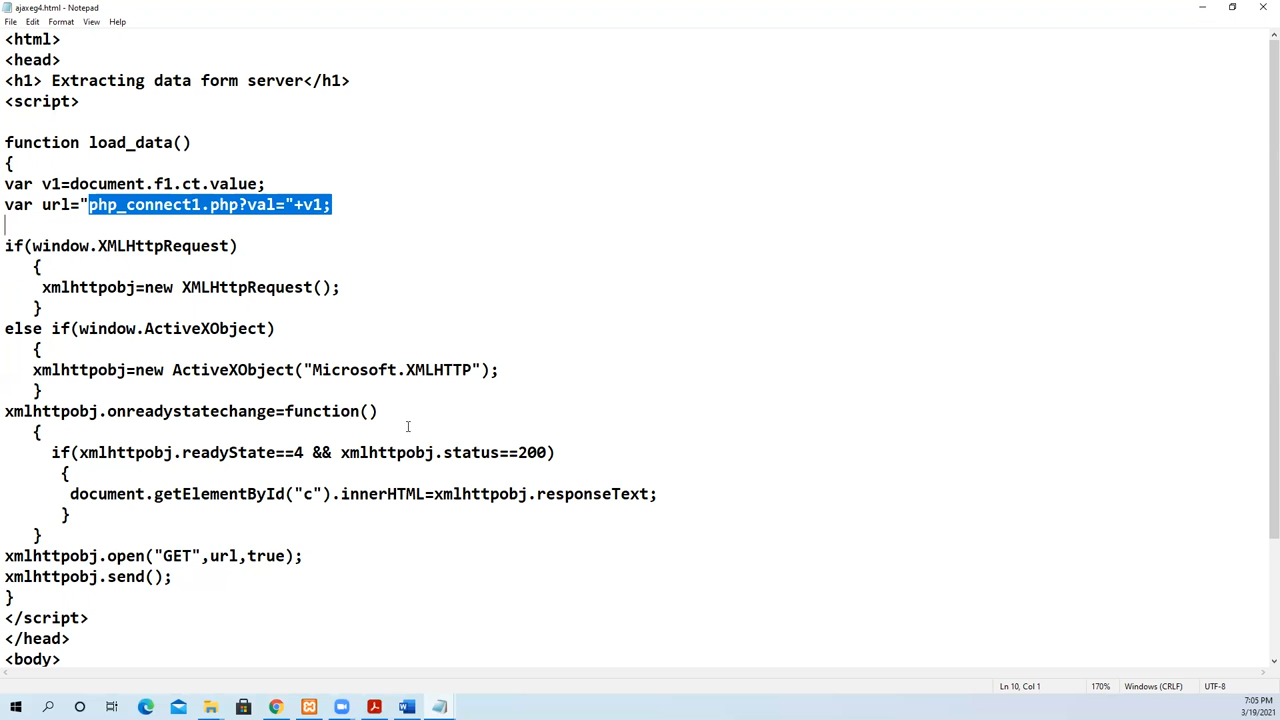 ajaxeg4.html - Notepad
File Edit Format View Help
<html>
<head>
<h1> Extracting data form server</h1>
<script>
function load_data()
{
var v1=document.f1.ct.value;
var url="php_connect1.php?val="+v1;
if(window.XMLHttpRequest)
{
xmlhttpobj=new XMLHttpRequest();
}
else if(window.ActiveXObject)
{
xmlhttpobj=new ActiveXObject("Microsoft.XMLHTTP");
}
xmlhttpobj.onreadystatechange=function()
{
if(xmlhttpobj.readyState==4 && xmlhttpobj.status==200)
{
document.getElementById("c").innerHTML=xmlhttpobj.responseText;
}
}
xmlhttpobj.open("GET",url,true);
xmlhttpobj.send();
}
</script>
</head>
<body>
Ln 10, Col 1 170% Windows (CRLF) UTF-8
7:05 PM
3/19/2021